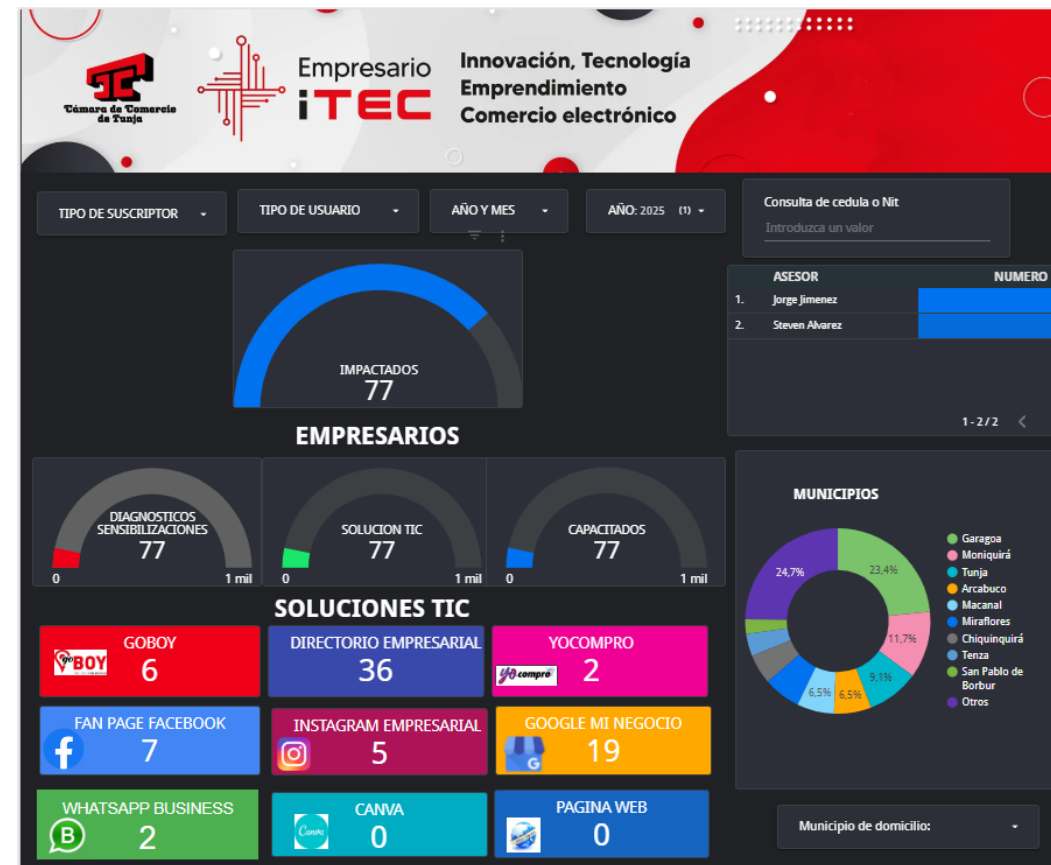 Cámara de Comercio
de Tunja
Empresario
iTEC
Innovación, Tecnología
Emprendimiento
Comercio electrónico
TIPO DE SUSCRIPTOR
TIPO DE USUARIO
AÑO Y MES
AÑO: 2025 (1)
Consulta de cedula o Nit
Introduzca un valor
ASESOR NUMERO
1. Jorge Jimenez
2. Steven Alvarez
1 - 2 / 2
IMPACTADOS
77
EMPRESARIOS
DIAGNOSTICOS
SENSIBILIZACIONES
77
0 1 mil
SOLUCION TIC
77
0 1 mil
CAPACITADOS
77
0 1 mil
MUNICIPIOS
24,7%
23,4%
11,7%
9,1%
6,5%
6,5%
Garagoa
Moniquirá
Tunja
Arcabuco
Macanal
Miraflores
Chiquinquirá
Tenza
San Pablo de
Borbur
Otros
SOLUCIONES TIC
GOBOY
goBOY
6
DIRECTORIO EMPRESARIAL
36
YOCOMPRO
yo compro
2
FAN PAGE FACEBOOK
7
INSTAGRAM EMPRESARIAL
5
GOOGLE MI NEGOCIO
G
19
WHATSAPP BUSINESS
B
2
CANVA
Canva
0
PAGINA WEB
0
Municipio de domicilio: